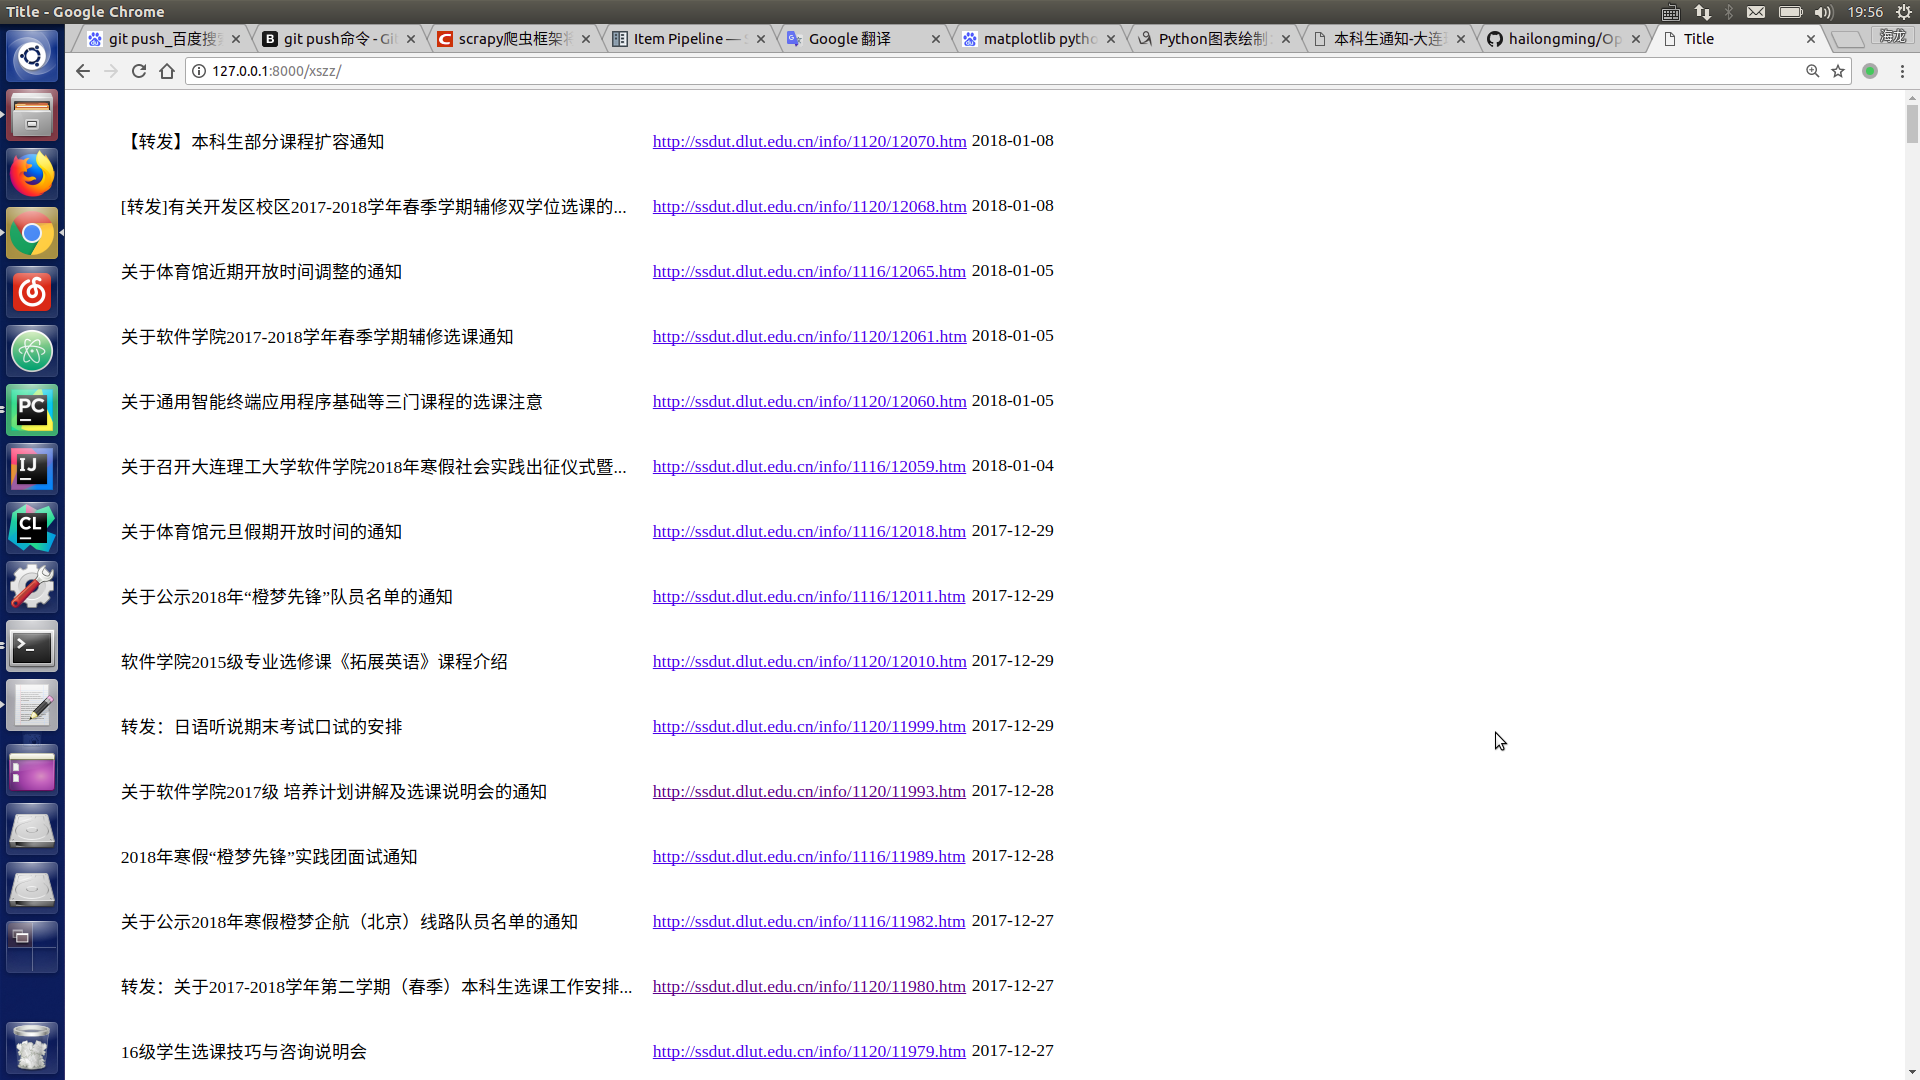 Title - Google Chrome
19:56
git push_百度搜
git push命令 - Gi
scrapy爬虫框架
Item Pipeline —
Google 翻译
matplotlib pytho
Python图表绘制
本科生通知-大连
hailongming/Op
Title
海龙
127.0.0.1:8000/xszz/
【转发】本科生部分课程扩容通知 http://ssdut.dlut.edu.cn/info/1120/12070.htm 2018-01-08
[转发]有关开发区校区2017-2018学年春季学期辅修双学位选课的... http://ssdut.dlut.edu.cn/info/1120/12068.htm 2018-01-08
关于体育馆近期开放时间调整的通知 http://ssdut.dlut.edu.cn/info/1116/12065.htm 2018-01-05
关于软件学院2017-2018学年春季学期辅修选课通知 http://ssdut.dlut.edu.cn/info/1120/12061.htm 2018-01-05
关于通用智能终端应用程序基础等三门课程的选课注意 http://ssdut.dlut.edu.cn/info/1120/12060.htm 2018-01-05
关于召开大连理工大学软件学院2018年寒假社会实践出征仪式暨... http://ssdut.dlut.edu.cn/info/1116/12059.htm 2018-01-04
关于体育馆元旦假期开放时间的通知 http://ssdut.dlut.edu.cn/info/1116/12018.htm 2017-12-29
关于公示2018年“橙梦先锋”队员名单的通知 http://ssdut.dlut.edu.cn/info/1116/12011.htm 2017-12-29
软件学院2015级专业选修课《拓展英语》课程介绍 http://ssdut.dlut.edu.cn/info/1120/12010.htm 2017-12-29
转发：日语听说期末考试口试的安排 http://ssdut.dlut.edu.cn/info/1120/11999.htm 2017-12-29
关于软件学院2017级 培养计划讲解及选课说明会的通知 http://ssdut.dlut.edu.cn/info/1120/11993.htm 2017-12-28
2018年寒假“橙梦先锋”实践团面试通知 http://ssdut.dlut.edu.cn/info/1116/11989.htm 2017-12-28
关于公示2018年寒假橙梦企航（北京）线路队员名单的通知 http://ssdut.dlut.edu.cn/info/1116/11982.htm 2017-12-27
转发：关于2017-2018学年第二学期（春季）本科生选课工作安排... http://ssdut.dlut.edu.cn/info/1120/11980.htm 2017-12-27
16级学生选课技巧与咨询说明会 http://ssdut.dlut.edu.cn/info/1120/11979.htm 2017-12-27
PC
IJ
CL